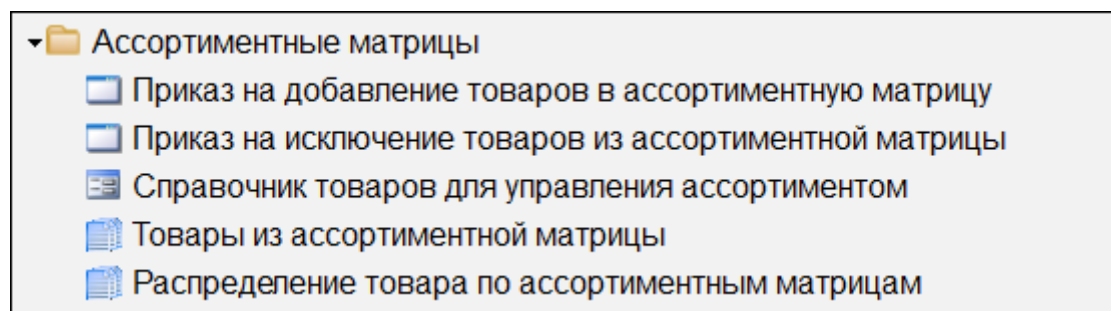 Ассортиментные матрицы
Приказ на добавление товаров в ассортиментную матрицу
Приказ на исключение товаров из ассортиментной матрицы
Справочник товаров для управления ассортиментом
Товары из ассортиментной матрицы
Распределение товара по ассортиментным матрицам